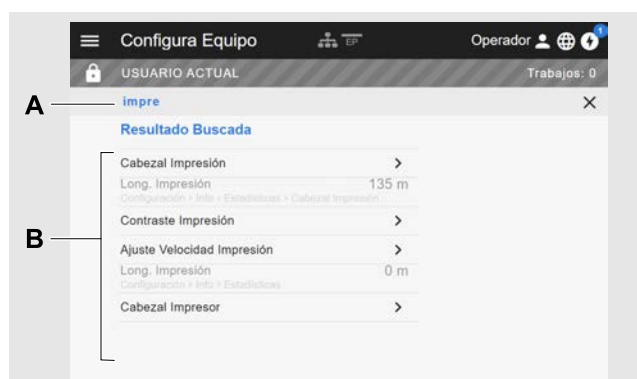 Configura Equipo EP Operador 1
USUARIO ACTUAL Trabajos: 0
A impre
Resultado Buscada
Cabezal Impresión
Long. Impresión 135 m
Configuración > Info > Estadísticas > Cabezal Impresión
Contraste Impresión
B
Ajuste Velocidad Impresión
Long. Impresión 0 m
Configuración > Info > Estadísticas
Cabezal Impresor